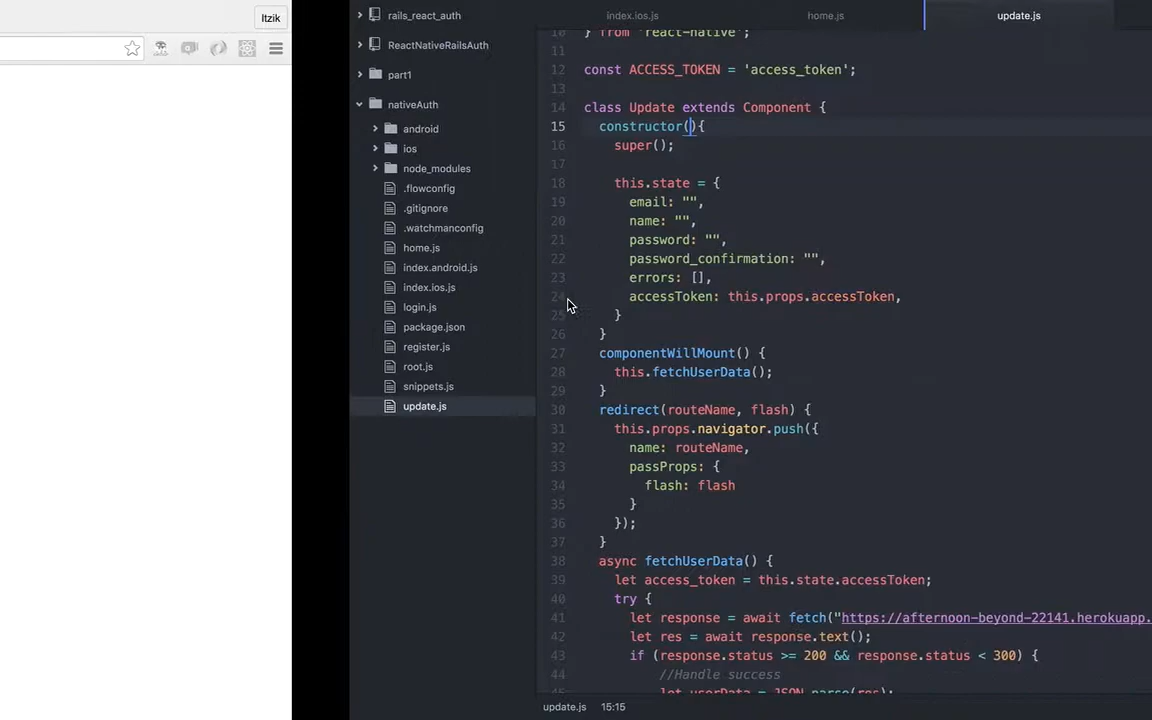 Itzik
rails_react_auth
ReactNativeRailsAuth
part1
nativeAuth
android
ios
node_modules
.flowconfig
.gitignore
.watchmanconfig
home.js
index.android.js
index.ios.js
login.js
package.json
register.js
root.js
snippets.js
update.js
index.ios.js
home.js
update.js
10 } from 'react-native';
11
12 const ACCESS_TOKEN = 'access_token';
13
14 class Update extends Component {
15 constructor(){
16 super();
17
18 this.state = {
19 email: "",
20 name: "",
21 password: "",
22 password_confirmation: "",
23 errors: [],
24 accessToken: this.props.accessToken,
25 }
26 }
27 componentWillMount() {
28 this.fetchUserData();
29 }
30 redirect(routeName, flash) {
31 this.props.navigator.push({
32 name: routeName,
33 passProps: {
34 flash: flash
35 }
36 });
37 }
38 async fetchUserData() {
39 let access_token = this.state.accessToken;
40 try {
41 let response = await fetch("https://afternoon-beyond-22141.herokuapp.
42 let res = await response.text();
43 if (response.status >= 200 && response.status < 300) {
44 //Handle success
45 let userData = JSON.parse(res);
update.js 15:15